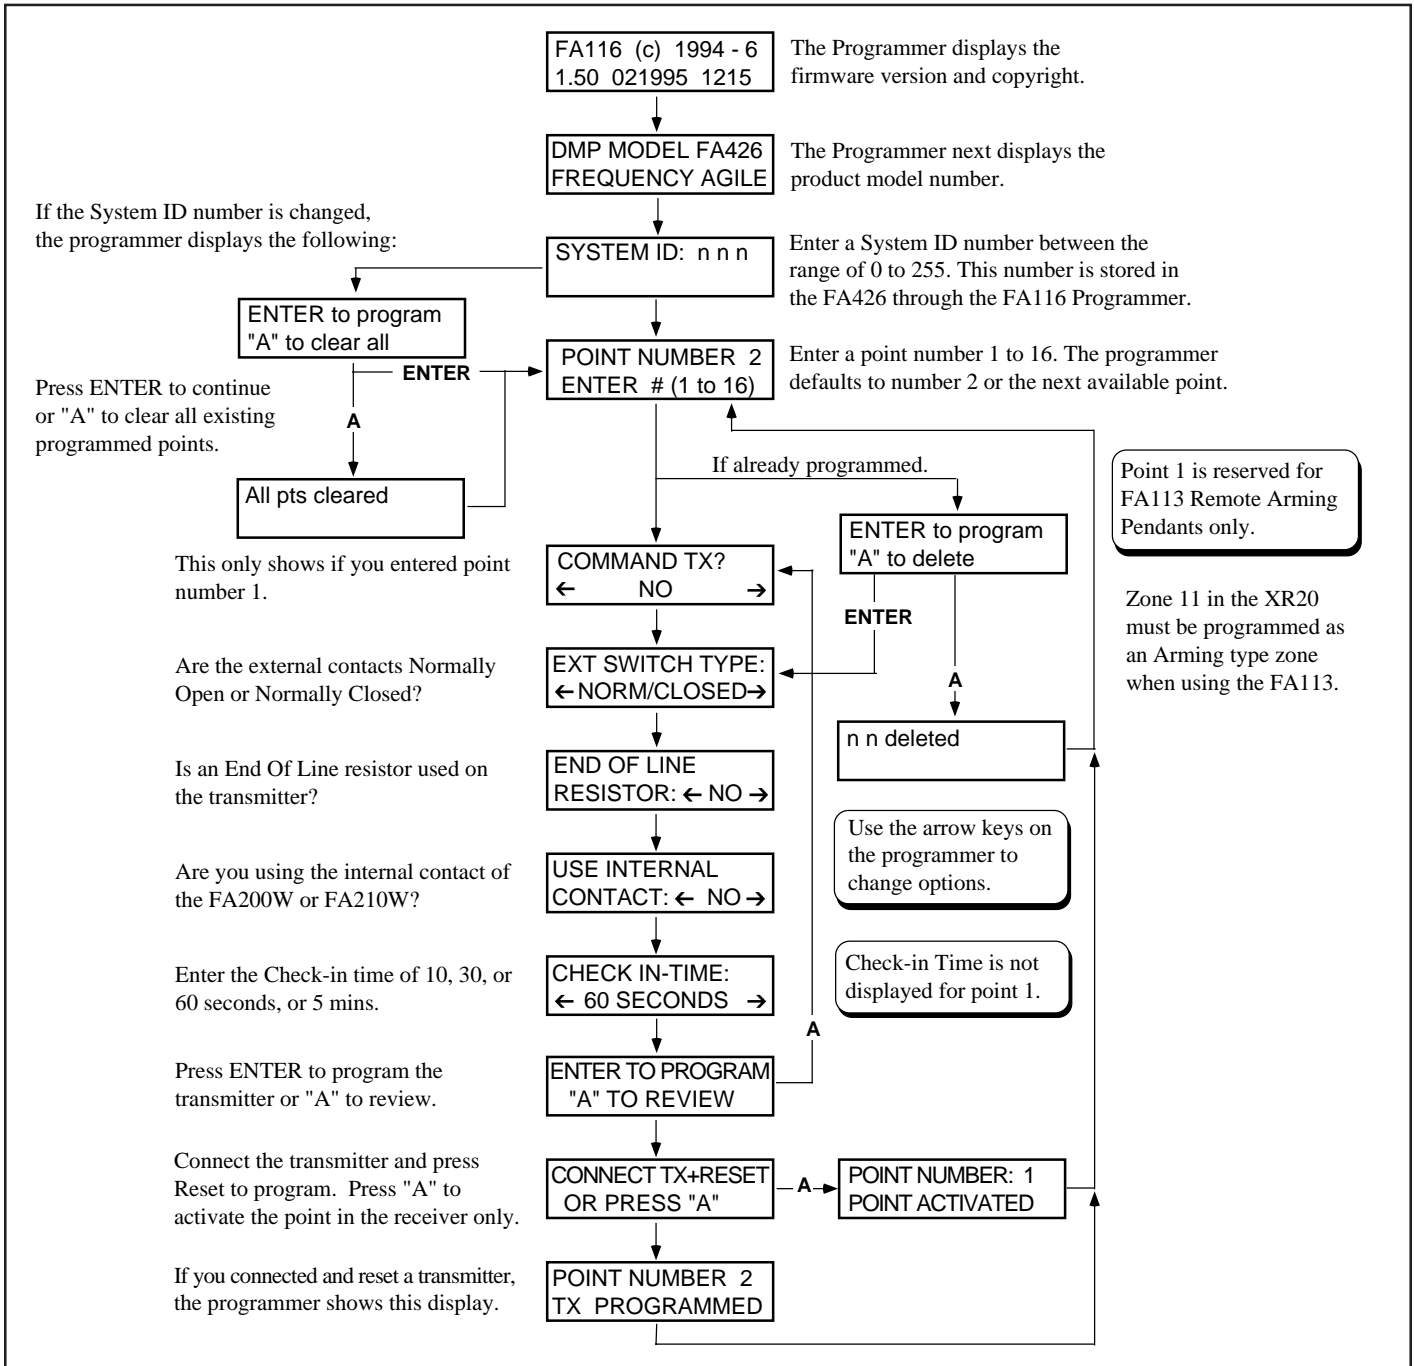 FA116 (c) 1994 - 6
1.50 021995 1215
The Programmer displays the
firmware version and copyright.
DMP MODEL FA426
FREQUENCY AGILE
The Programmer next displays the
product model number.
If the System ID number is changed,
the programmer displays the following:
SYSTEM ID: n n n
Enter a System ID number between the
range of 0 to 255. This number is stored in
the FA426 through the FA116 Programmer.
ENTER to program
"A" to clear all
POINT NUMBER 2
ENTER # (1 to 16)
Enter a point number 1 to 16. The programmer
defaults to number 2 or the next available point.
ENTER
Press ENTER to continue
or "A" to clear all existing
programmed points.
A
All pts cleared
If already programmed.
Point 1 is reserved for
FA113 Remote Arming
Pendants only.
ENTER to program
"A" to delete
This only shows if you entered point
number 1.
COMMAND TX?
← NO →
Zone 11 in the XR20
must be programmed as
an Arming type zone
when using the FA113.
ENTER
A
Are the external contacts Normally
Open or Normally Closed?
EXT SWITCH TYPE:
← NORM/CLOSED →
n n deleted
Is an End Of Line resistor used on
the transmitter?
END OF LINE
RESISTOR: ← NO →
Use the arrow keys on
the programmer to
change options.
Are you using the internal contact of
the FA200W or FA210W?
USE INTERNAL
CONTACT: ← NO →
Check-in Time is not
displayed for point 1.
Enter the Check-in time of 10, 30, or
60 seconds, or 5 mins.
CHECK IN-TIME:
← 60 SECONDS →
A
Press ENTER to program the
transmitter or "A" to review.
ENTER TO PROGRAM
"A" TO REVIEW
Connect the transmitter and press
Reset to program. Press "A" to
activate the point in the receiver only.
CONNECT TX+RESET
OR PRESS "A"
A
POINT NUMBER: 1
POINT ACTIVATED
If you connected and reset a transmitter,
the programmer shows this display.
POINT NUMBER 2
TX PROGRAMMED